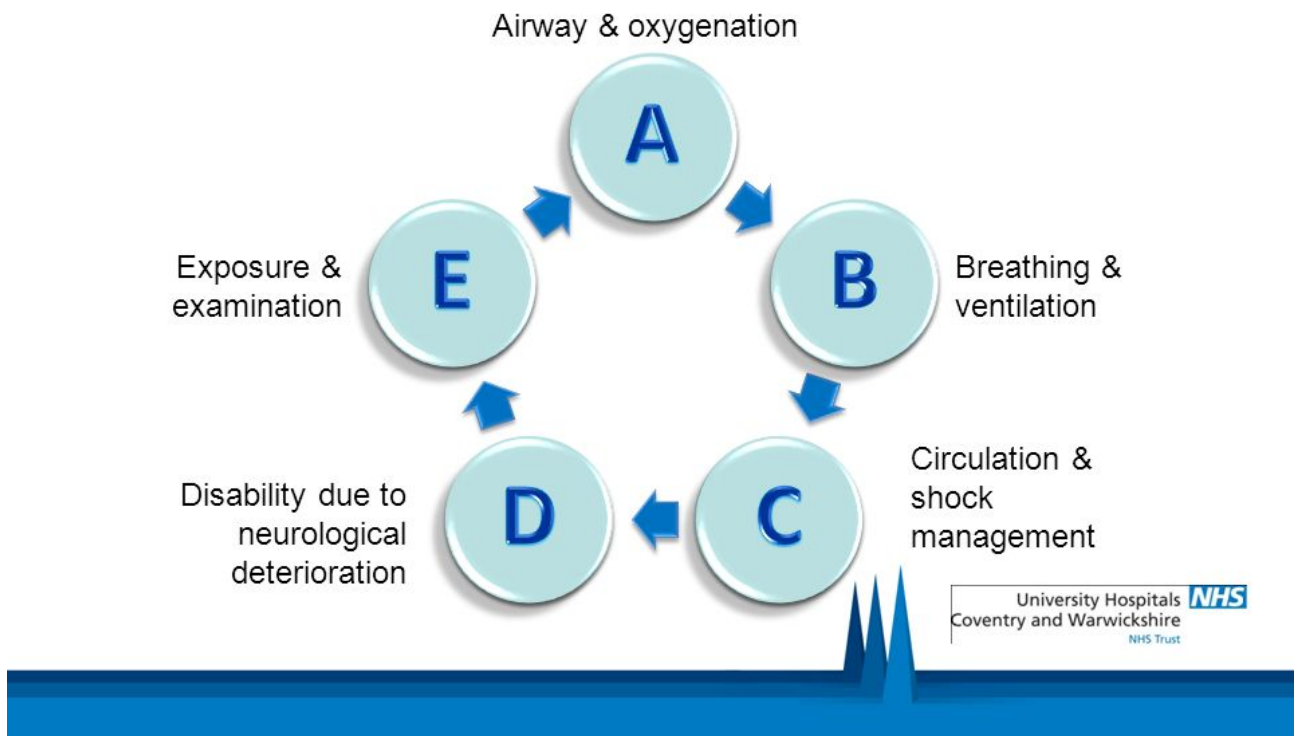 Airway & oxygenation
A
B
Breathing &
ventilation
C
Circulation &
shock
management
D
Disability due to
neurological
deterioration
E
Exposure &
examination
University Hospitals NHS
Coventry and Warwickshire
NHS Trust